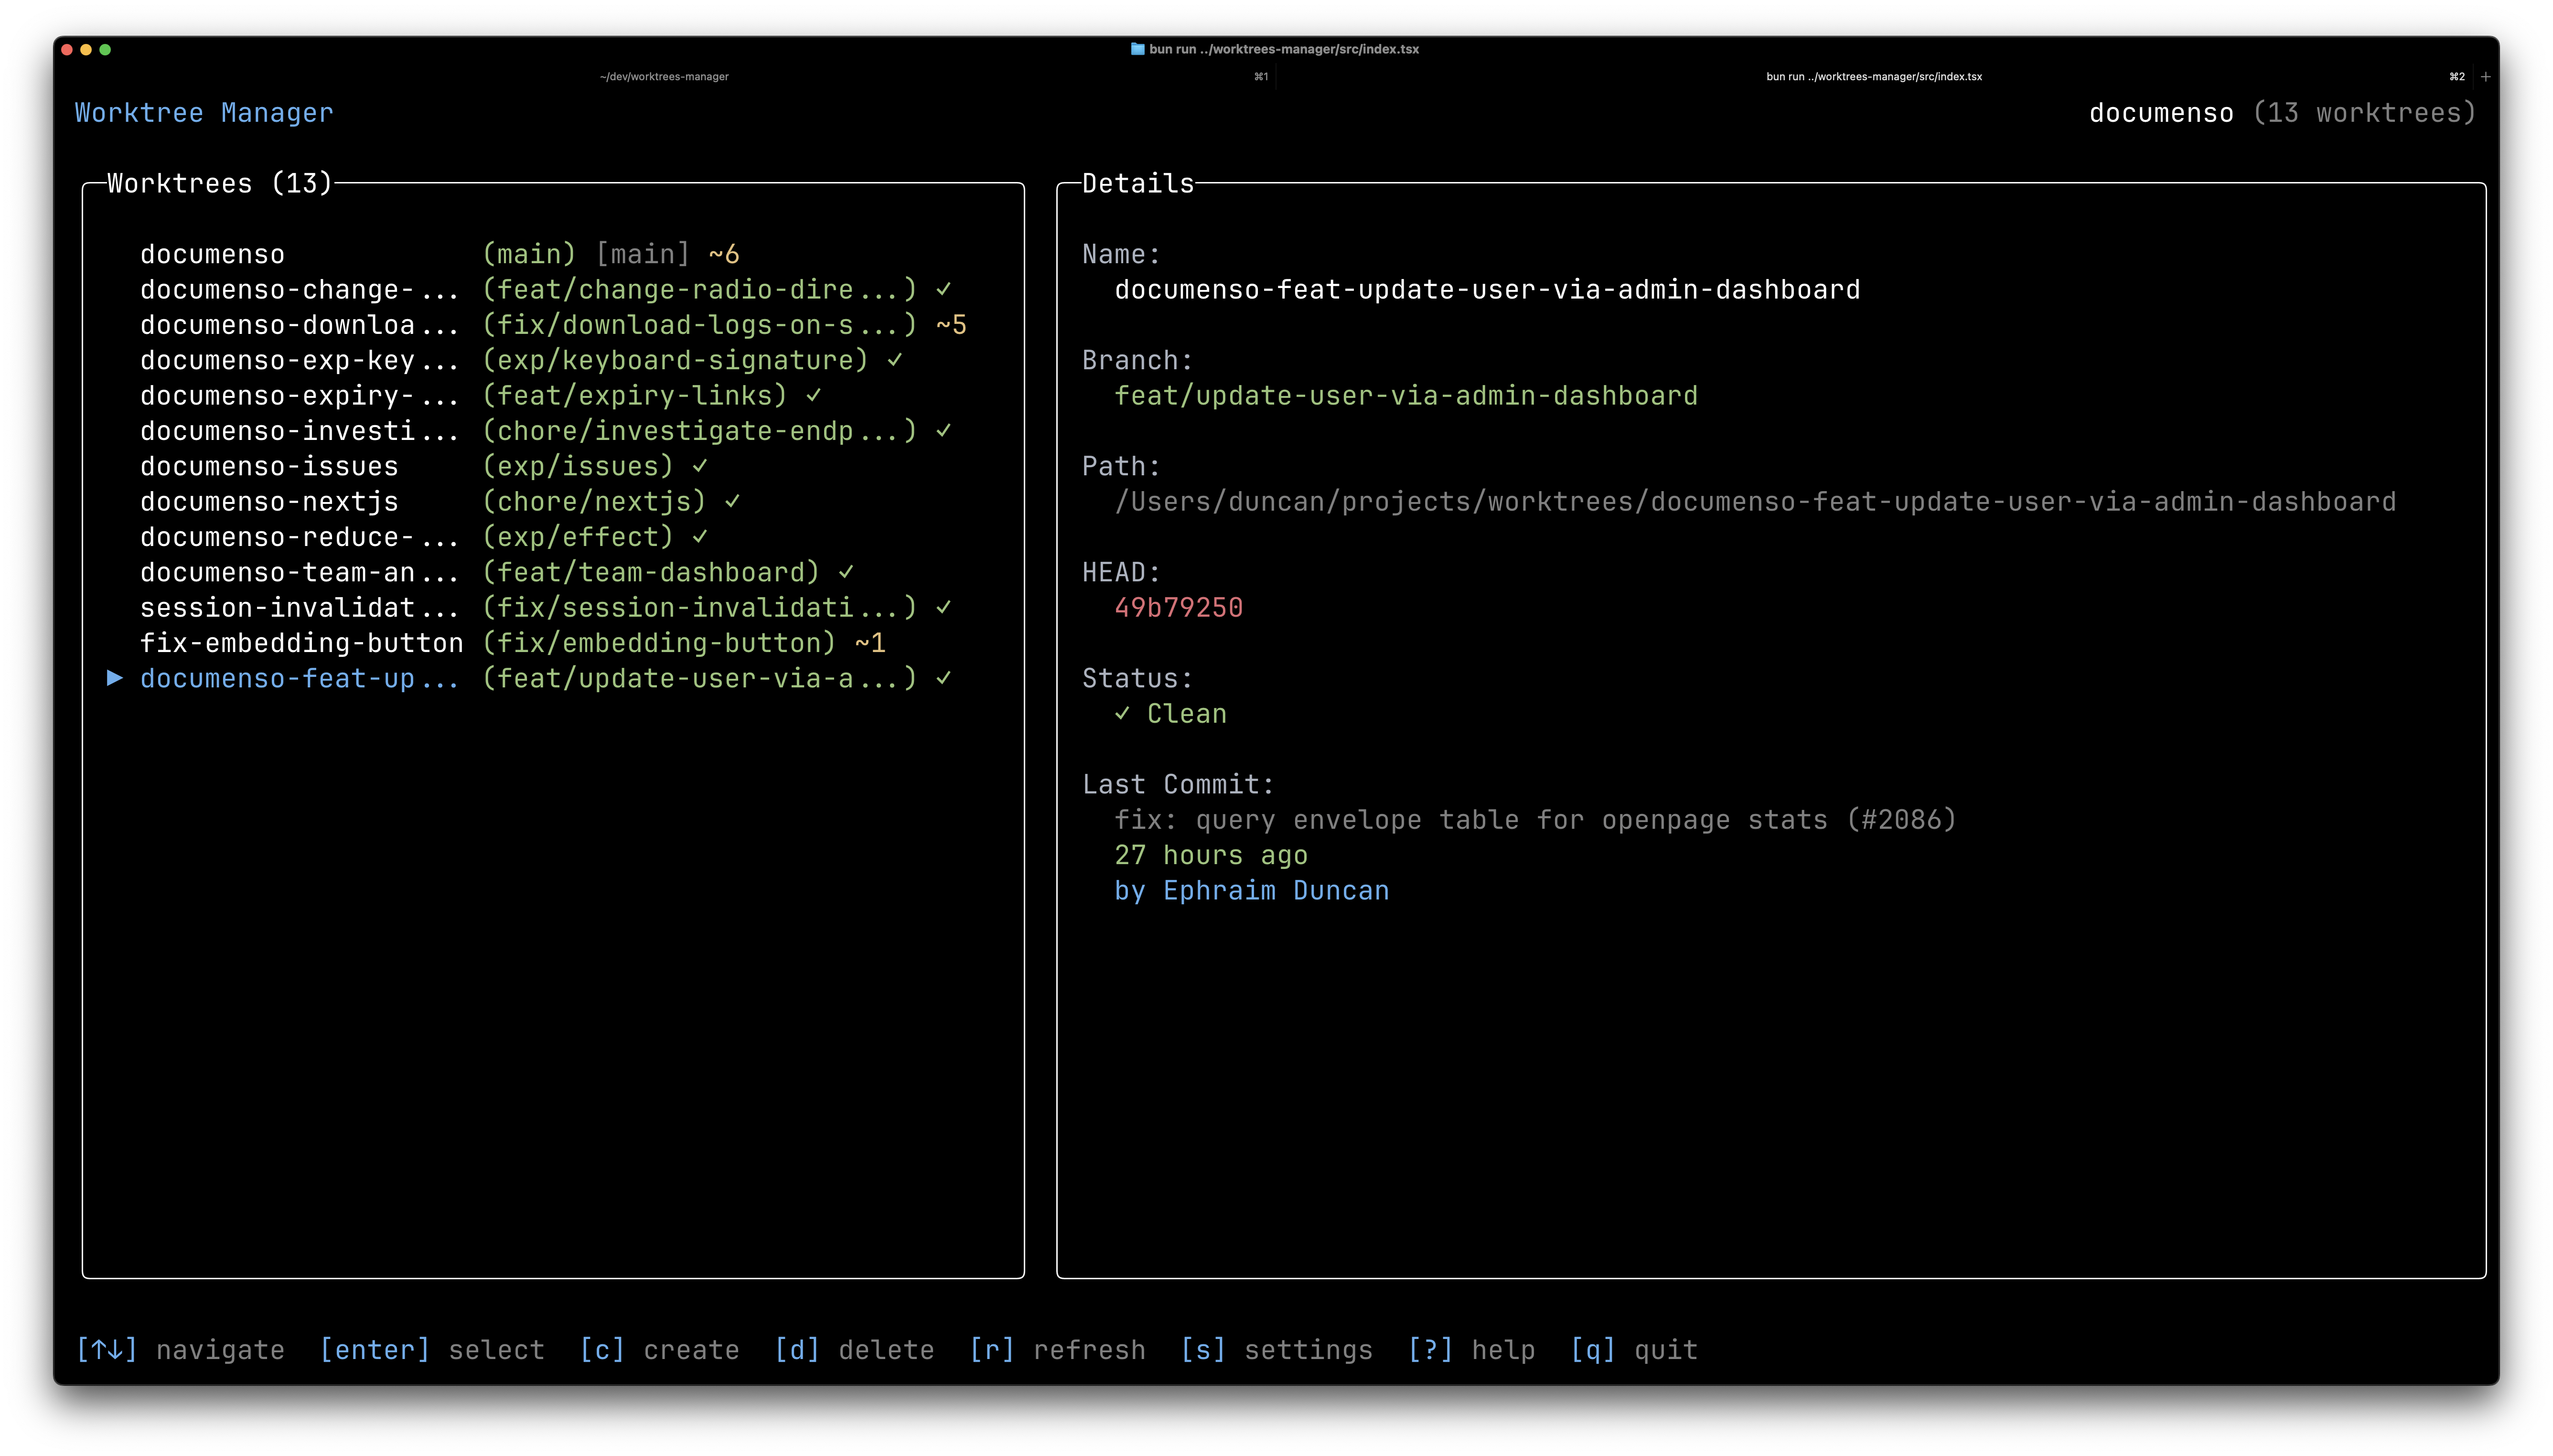 bun run ../worktrees-manager/src/index.tsx
~/dev/worktrees-manager ⌘1 bun run ../worktrees-manager/src/index.tsx ⌘2 +
Worktree Manager documenso (13 worktrees)
Worktrees (13)
documenso (main) [main] ~6
documenso-change-... (feat/change-radio-dire...) ✓
documenso-downloa... (fix/download-logs-on-s...) ~5
documenso-exp-key... (exp/keyboard-signature) ✓
documenso-expiry-... (feat/expiry-links) ✓
documenso-investi... (chore/investigate-endp...) ✓
documenso-issues (exp/issues) ✓
documenso-nextjs (chore/nextjs) ✓
documenso-reduce-... (exp/effect) ✓
documenso-team-an... (feat/team-dashboard) ✓
session-invalidat... (fix/session-invalidati...) ✓
fix-embedding-button (fix/embedding-button) ~1
▶ documenso-feat-up... (feat/update-user-via-a...) ✓
Details
Name:
documenso-feat-update-user-via-admin-dashboard
Branch:
feat/update-user-via-admin-dashboard
Path:
/Users/duncan/projects/worktrees/documenso-feat-update-user-via-admin-dashboard
HEAD:
49b79250
Status:
✓ Clean
Last Commit:
fix: query envelope table for openpage stats (#2086)
27 hours ago
by Ephraim Duncan
[↑↓] navigate [enter] select [c] create [d] delete [r] refresh [s] settings [?] help [q] quit